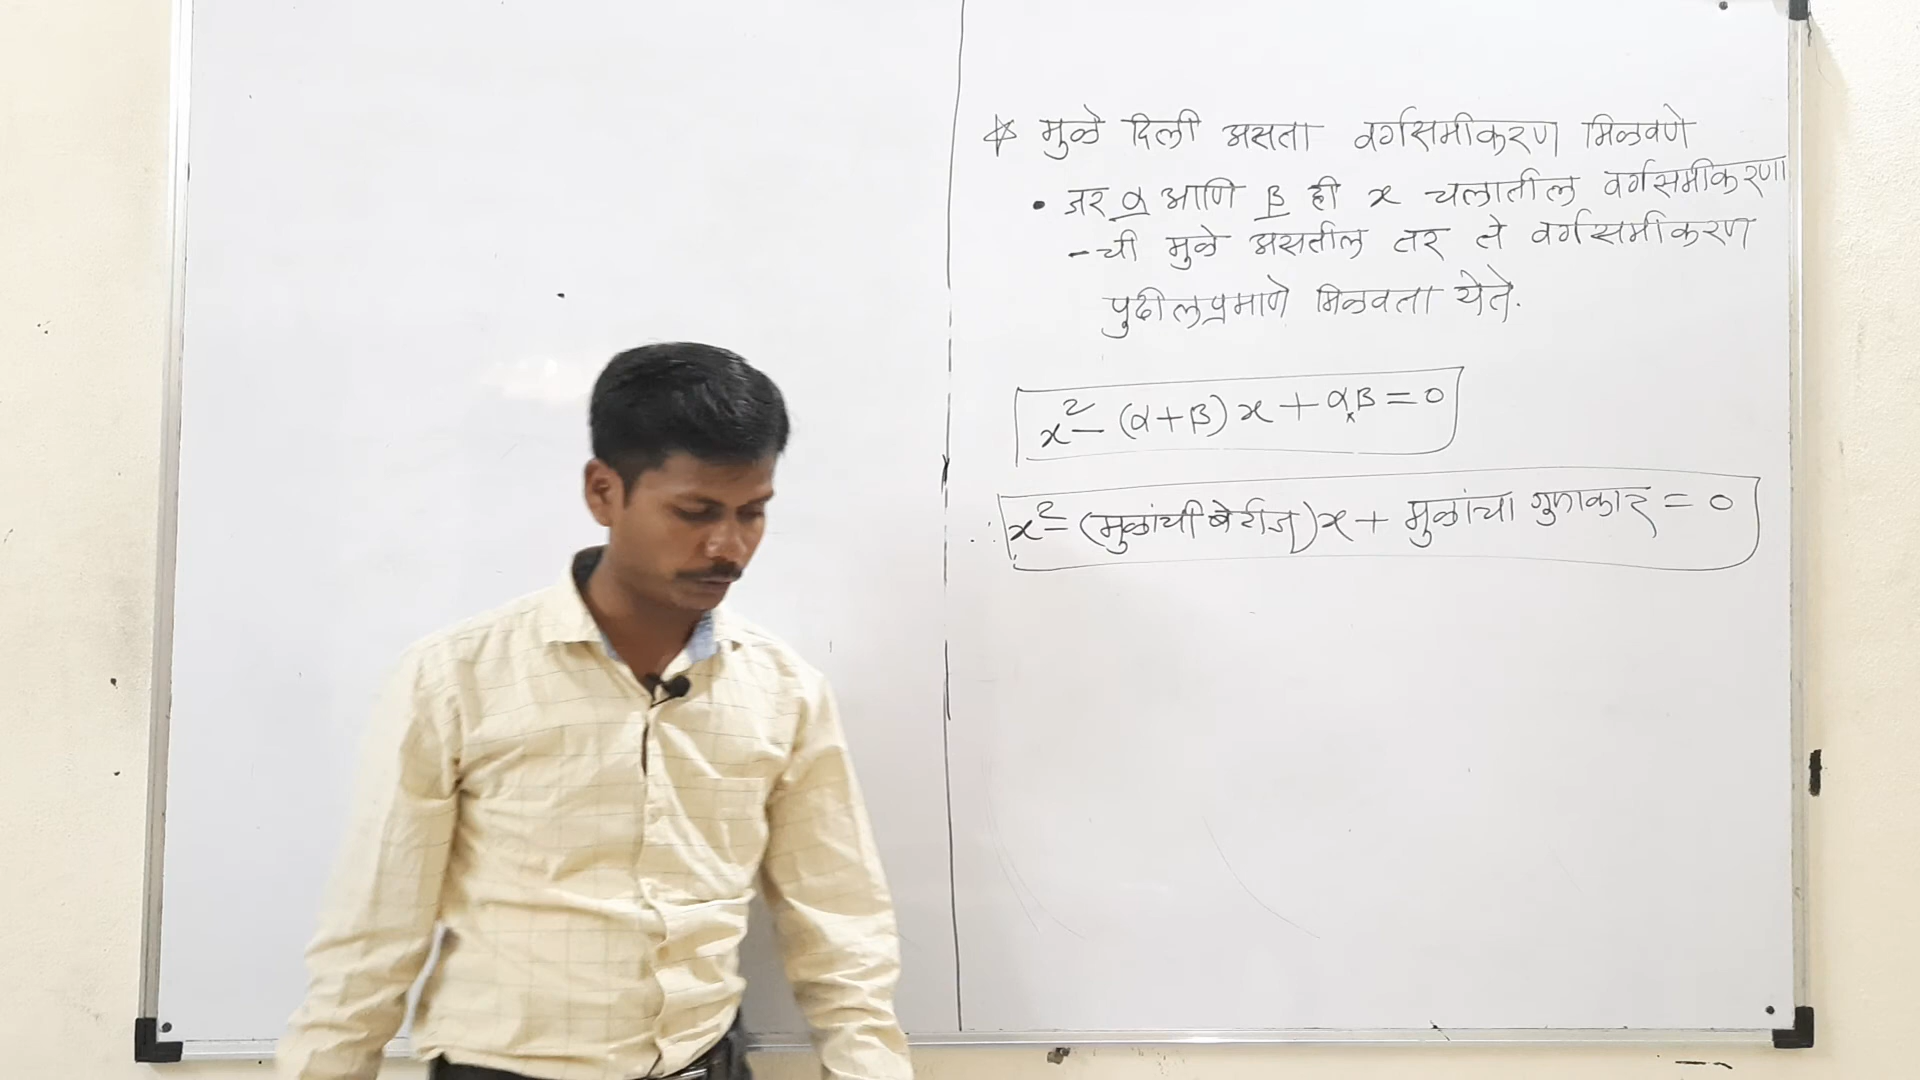 * मुळे दिली असता वर्गसमीकरण मिळवणे
• जर α आणि β ही x चलातील वर्गसमीकरणा
-ची मुळे असतील तर ते वर्गसमीकरण
पुढीलप्रमाणे मिळवता येते.
x² - (α+β)x + αβ = 0
∴ x² - (मुळांची बेरीज)x + मुळांचा गुणाकार = 0